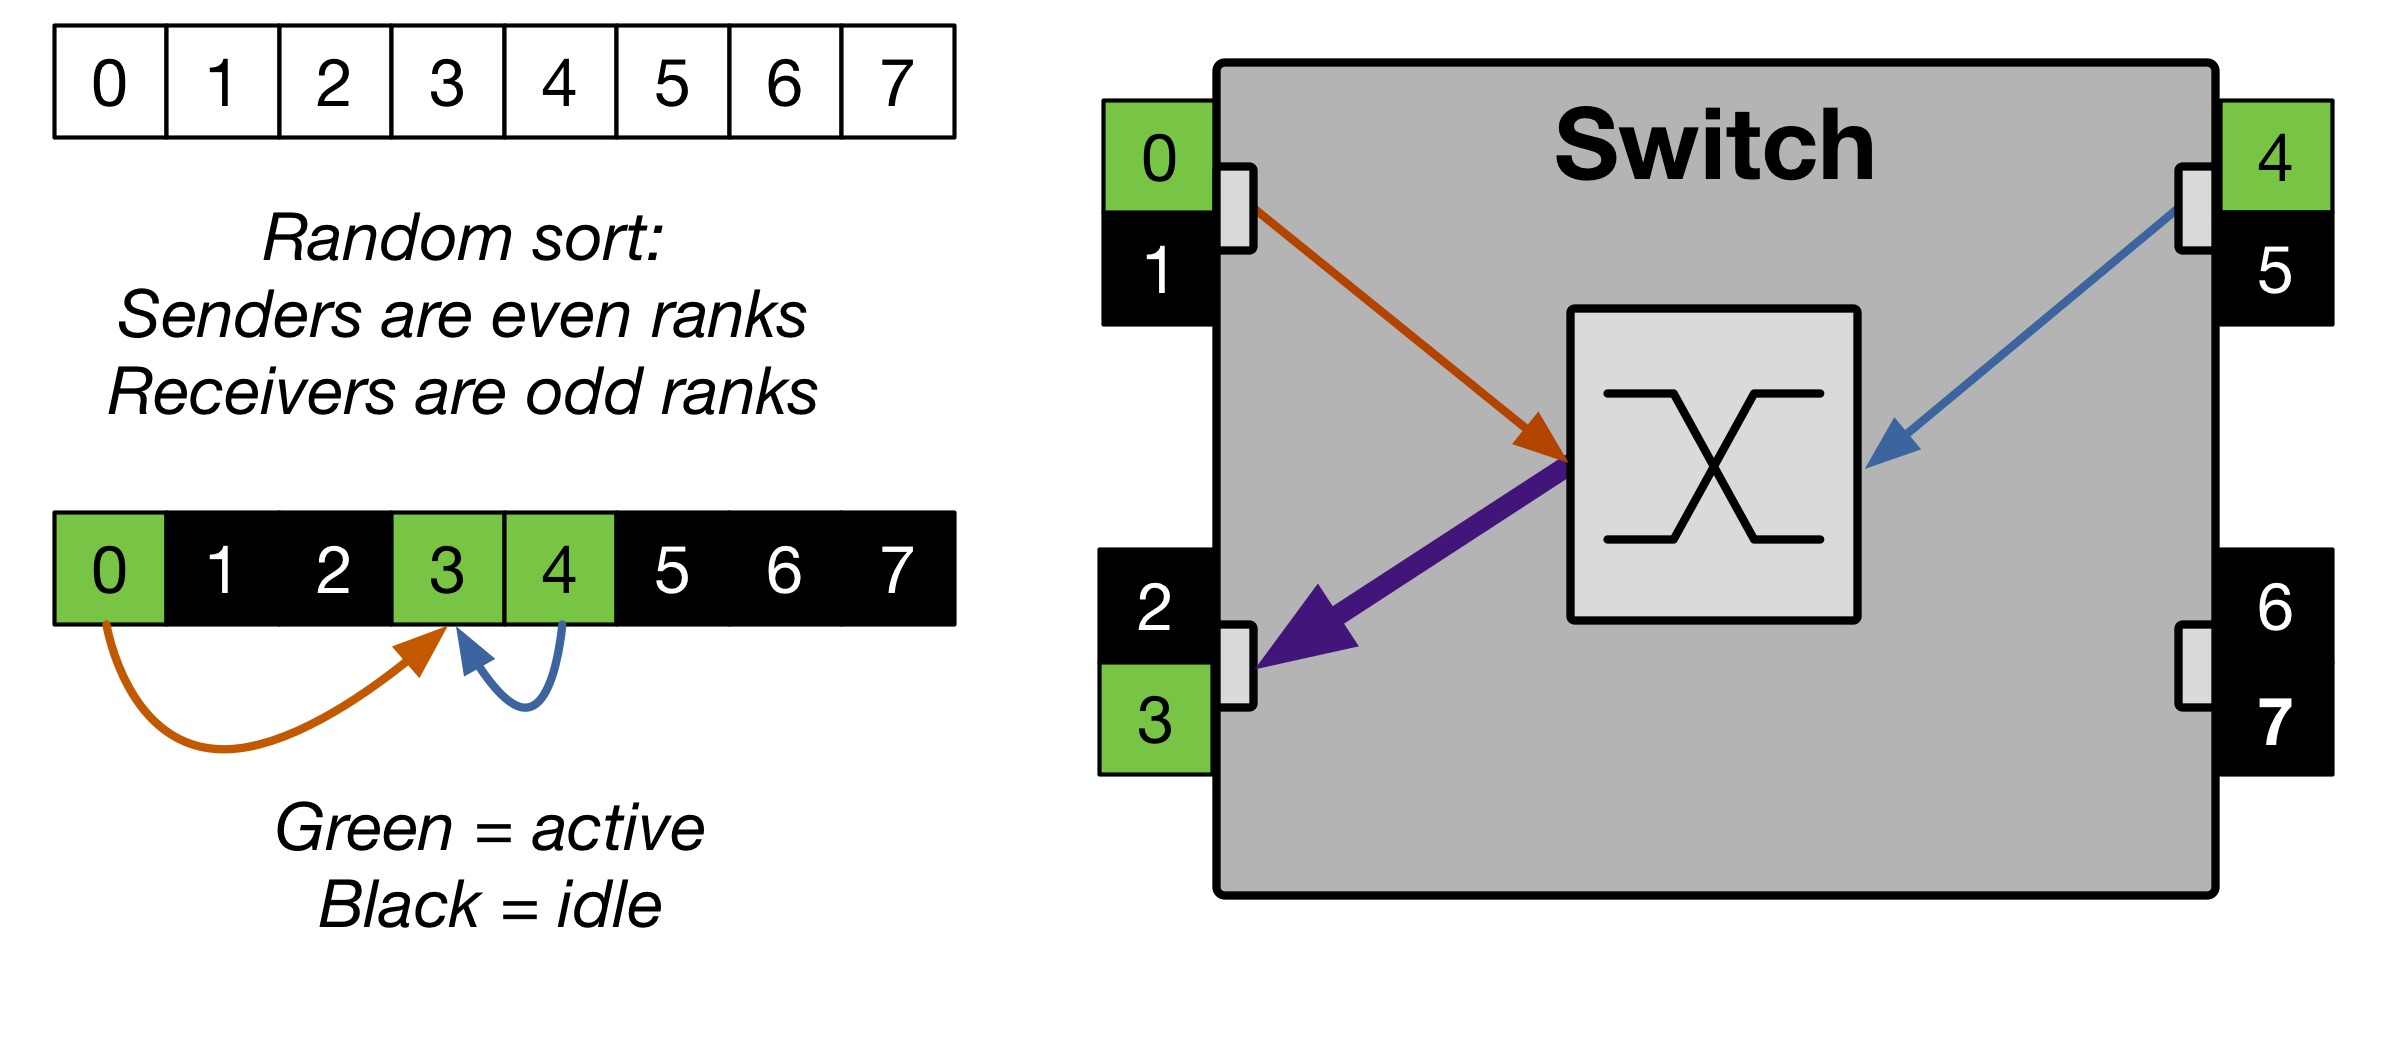 0 1 2 3 4 5 6 7
Random sort:
Senders are even ranks
Receivers are odd ranks
0 1 2 3 4 5 6 7
Green = active
Black = idle
Switch
0
1
2
3
4
5
6
7